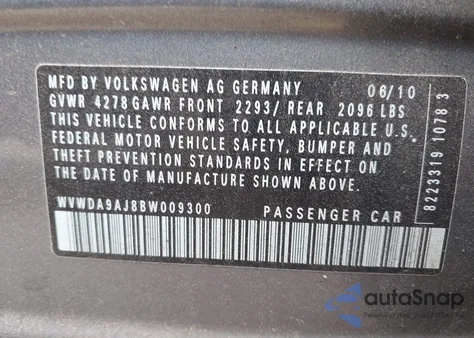 MFD BY VOLKSWAGEN AG GERMANY 06/10
GVWR 4278 GAWR FRONT 2293/ REAR 2096 LBS
THIS VEHICLE CONFORMS TO ALL APPLICABLE U.S.
FEDERAL MOTOR VEHICLE SAFETY, BUMPER AND
THEFT PREVENTION STANDARDS IN EFFECT ON
THE DATE OF MANUFACTURE SHOWN ABOVE.
WVWDA9AJ8BW009300 PASSENGER CAR
8223319 10783
autoSnap